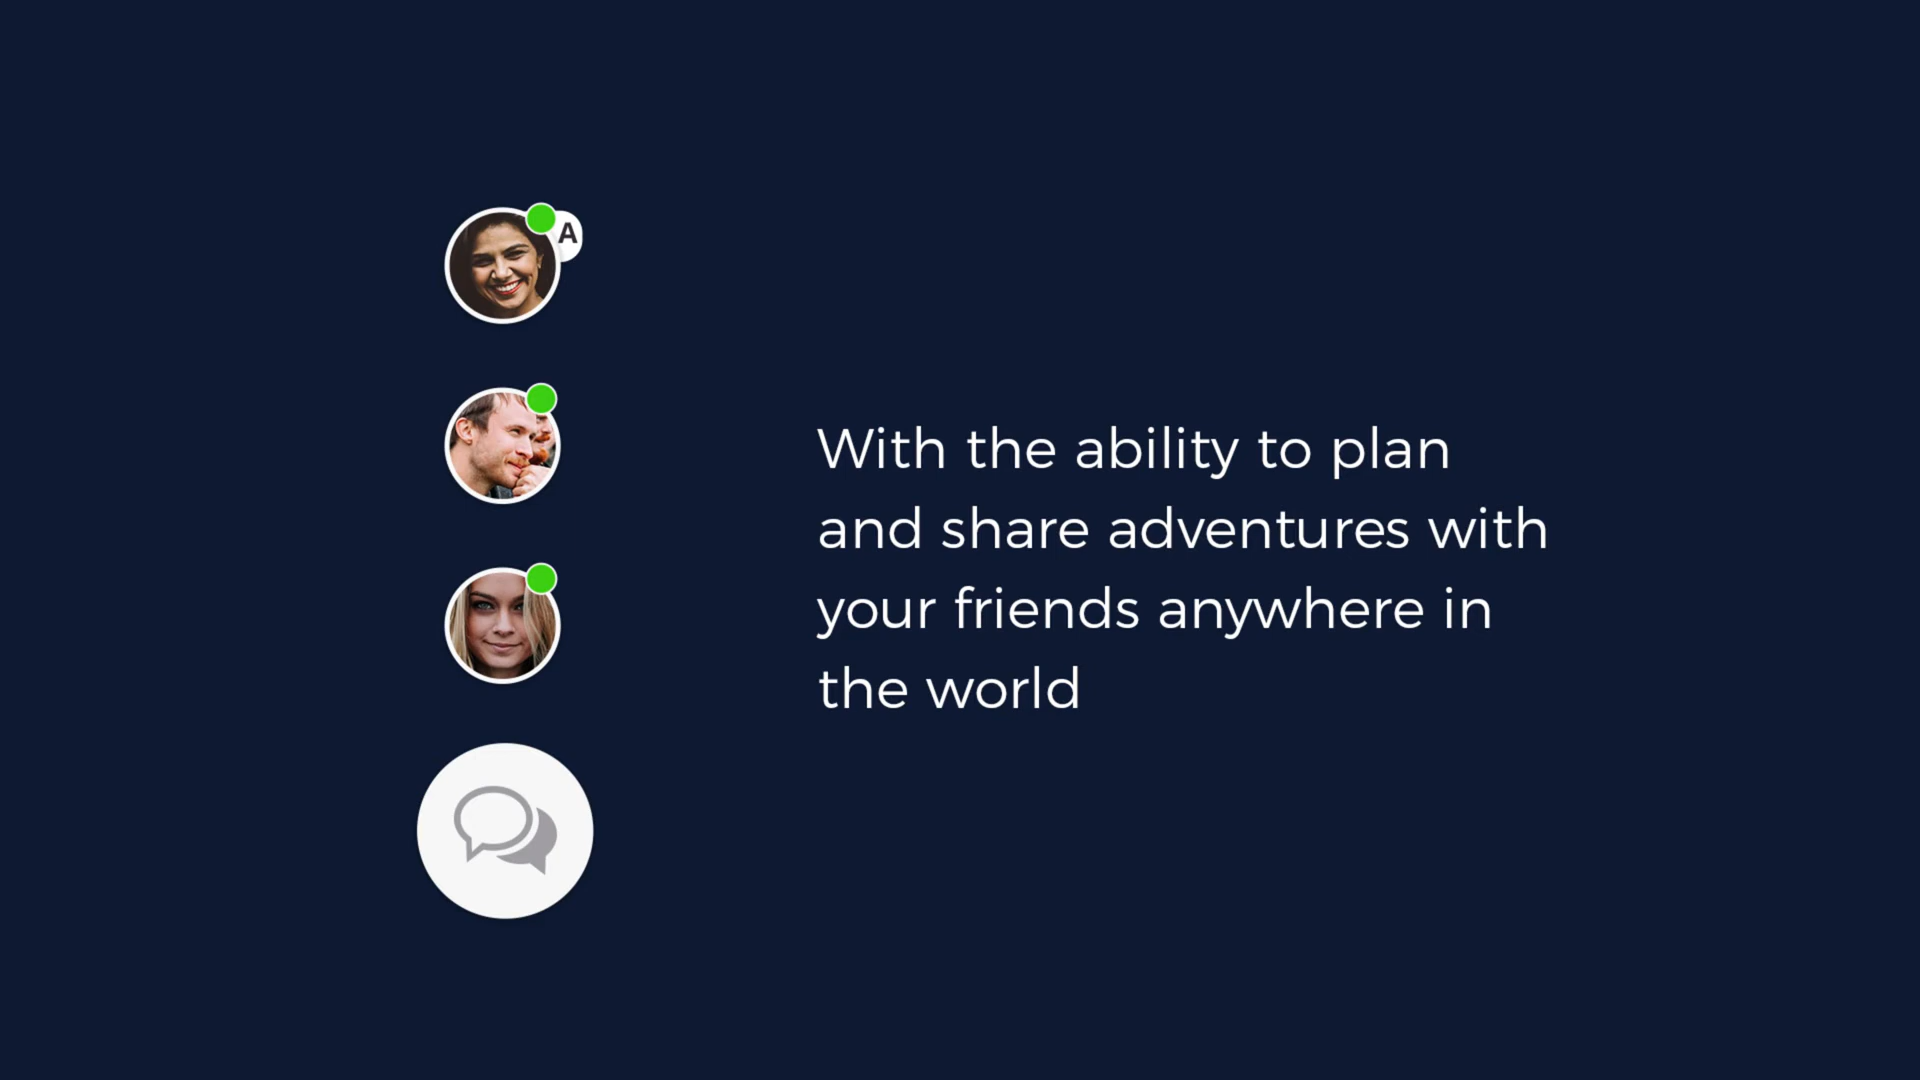 A
With the ability to plan
and share adventures with
your friends anywhere in
the world